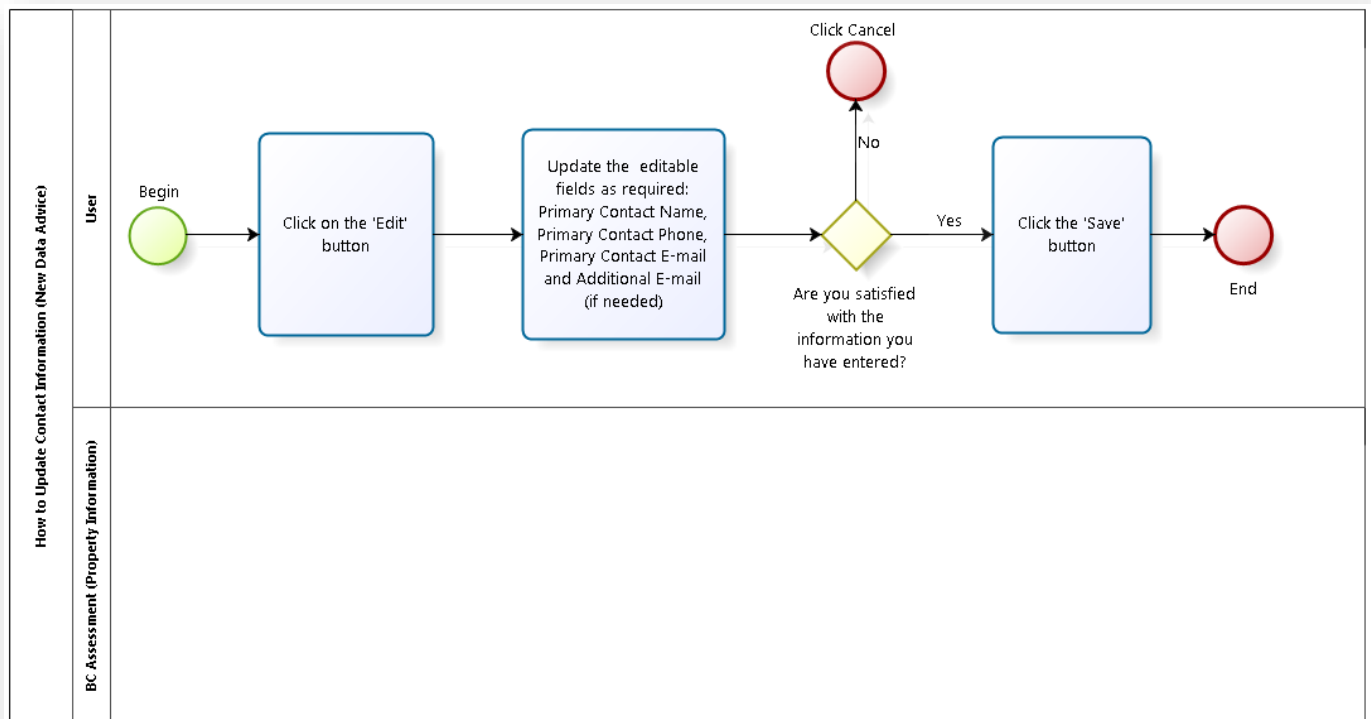 How to Update Contact Information (New Data Advice)
User
Begin
Click on the 'Edit'
button
Update the  editable
fields as required:
Primary Contact Name,
Primary Contact Phone,
Primary Contact E-mail
and Additional E-mail
(if needed)
Click Cancel
No
Are you satisfied
with the
information you
have entered?
Yes
Click the 'Save'
button
End
BC Assessment (Property Information)